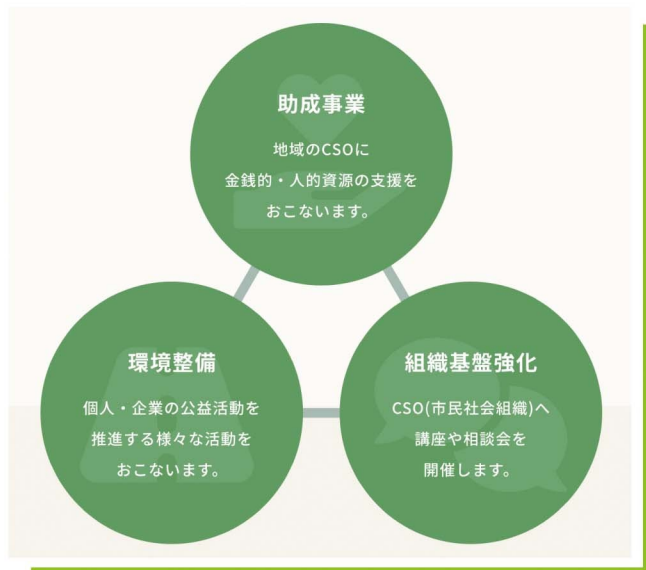 助成事業
地域のCSOに
金銭的・人的資源の支援を
おこないます。
環境整備
個人・企業の公益活動を
推進する様々な活動を
おこないます。
組織基盤強化
CSO(市民社会組織)へ
講座や相談会を
開催します。